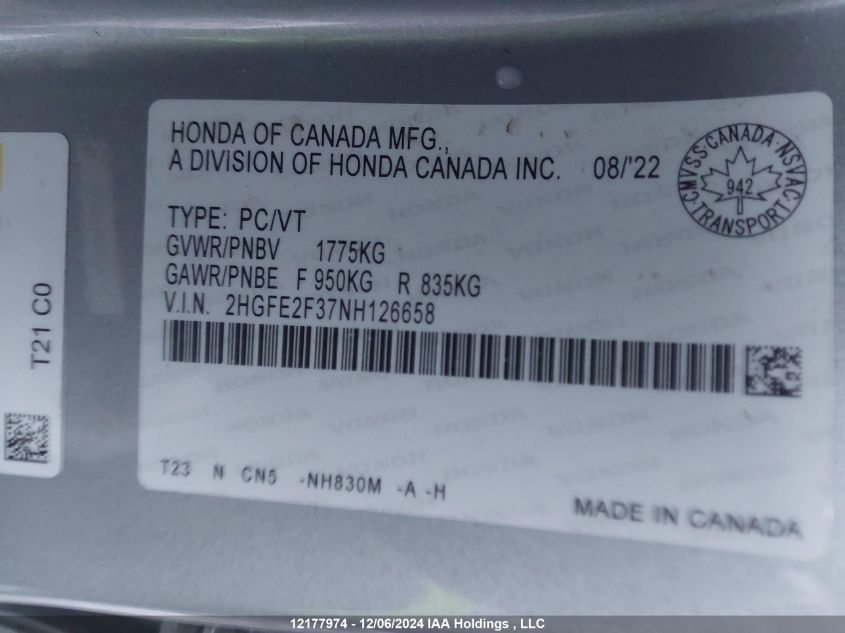 HONDA OF CANADA MFG.,
A DIVISION OF HONDA CANADA INC. 08/'22
CMVSS·CANADA·NSVAC·TRANSPORT
942
TYPE: PC/VT
GVWR/PNBV 1775KG
GAWR/PNBE F 950KG R 835KG
V.I.N. 2HGFE2F37NH126658
T21 C0
T23 N CN5 -NH830M -A -H
MADE IN CANADA
12177974 - 12/06/2024 IAA Holdings , LLC